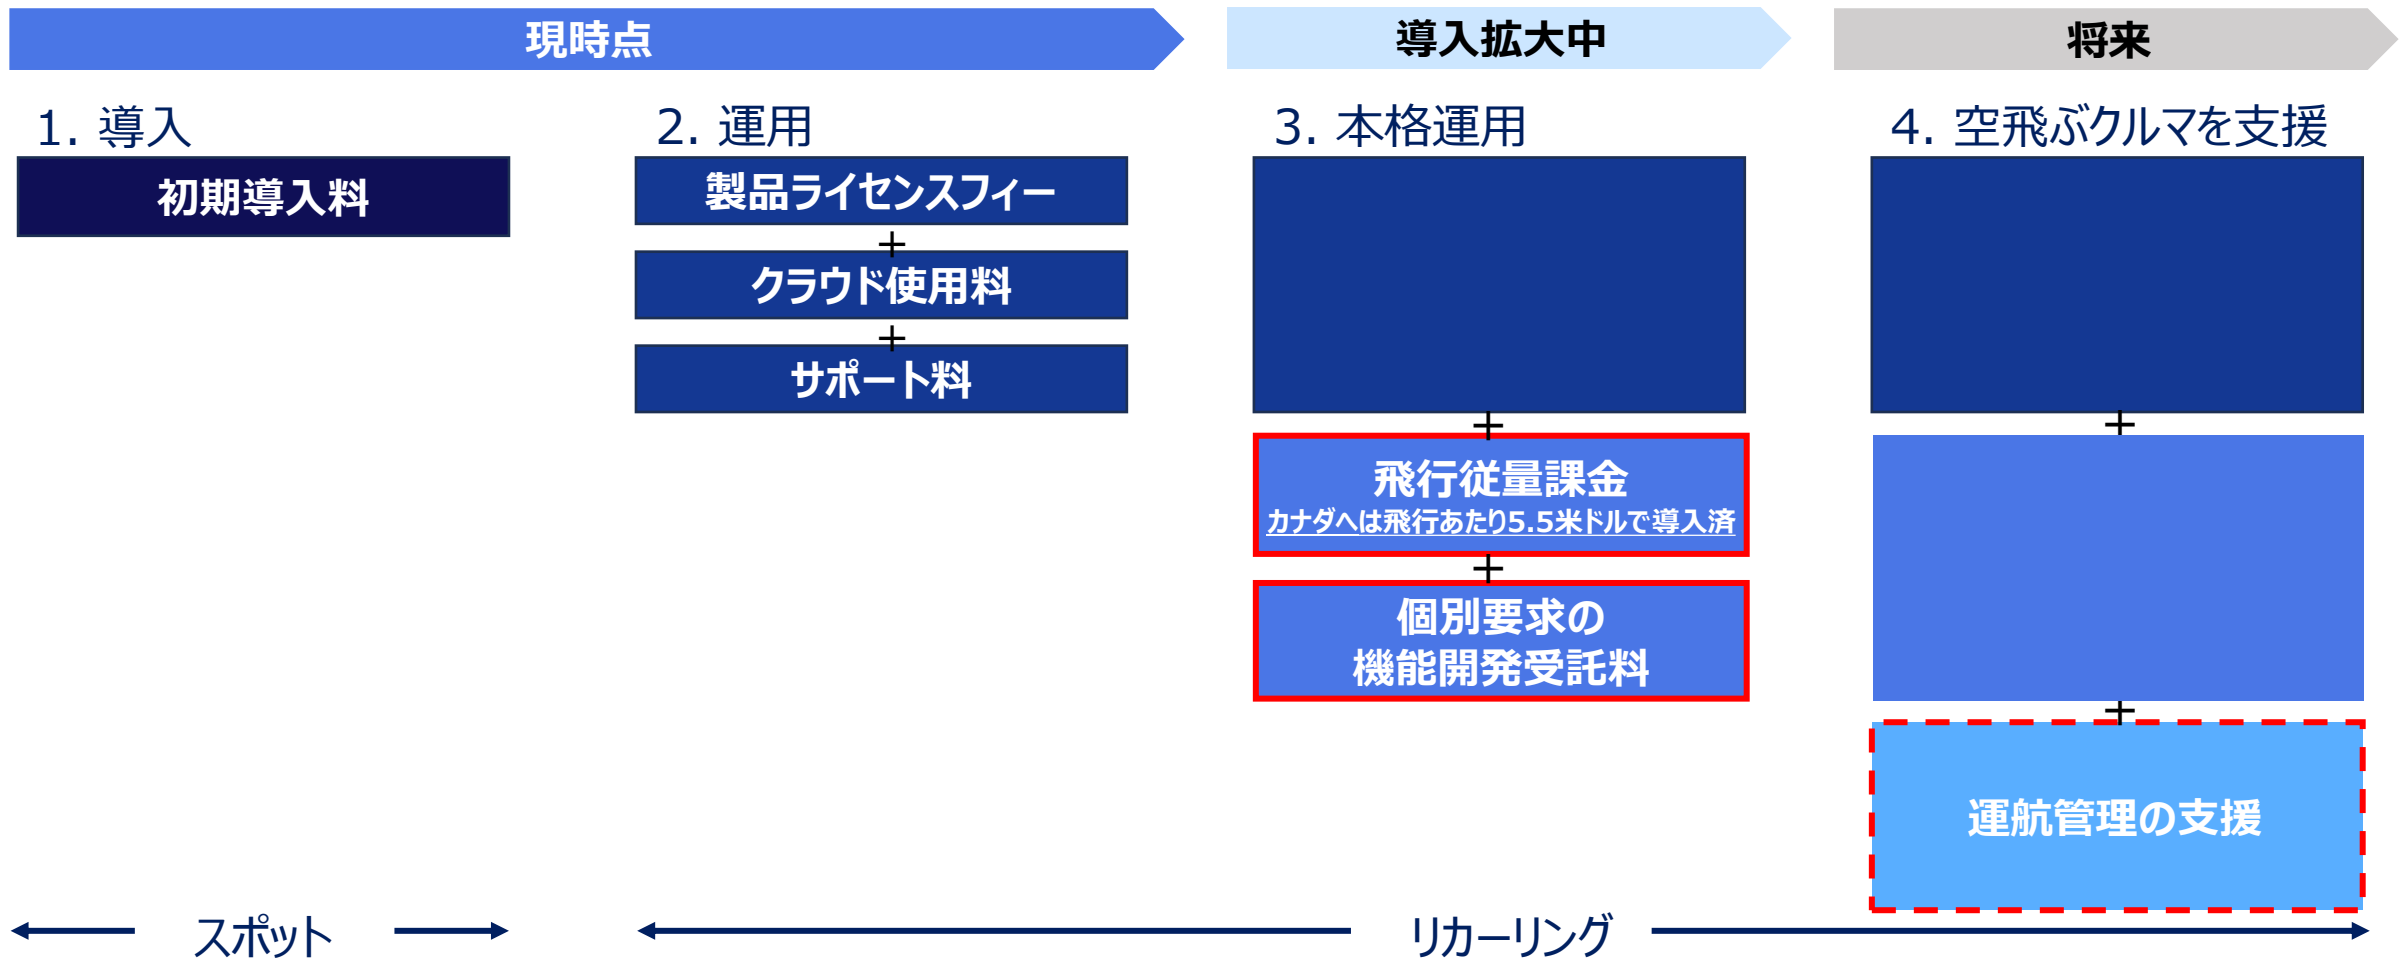 現時点
導入拡大中
将来
1. 導入
2. 運用
3. 本格運用
4. 空飛ぶクルマを支援
初期導入料
製品ライセンスフィー
+
クラウド使用料
+
サポート料
+
飛行従量課金
カナダへは飛行あたり5.5米ドルで導入済
+
個別要求の
機能開発受託料
+
+
運航管理の支援
スポット
リカーリング